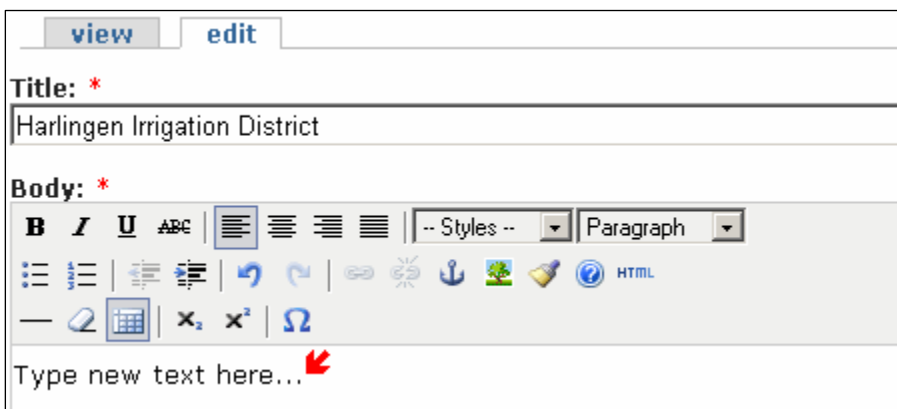 view edit
Title: *
Harlingen Irrigation District
Body: *
B I U ABC -- Styles -- Paragraph
HTML
x₂ x² Ω
Type new text here...